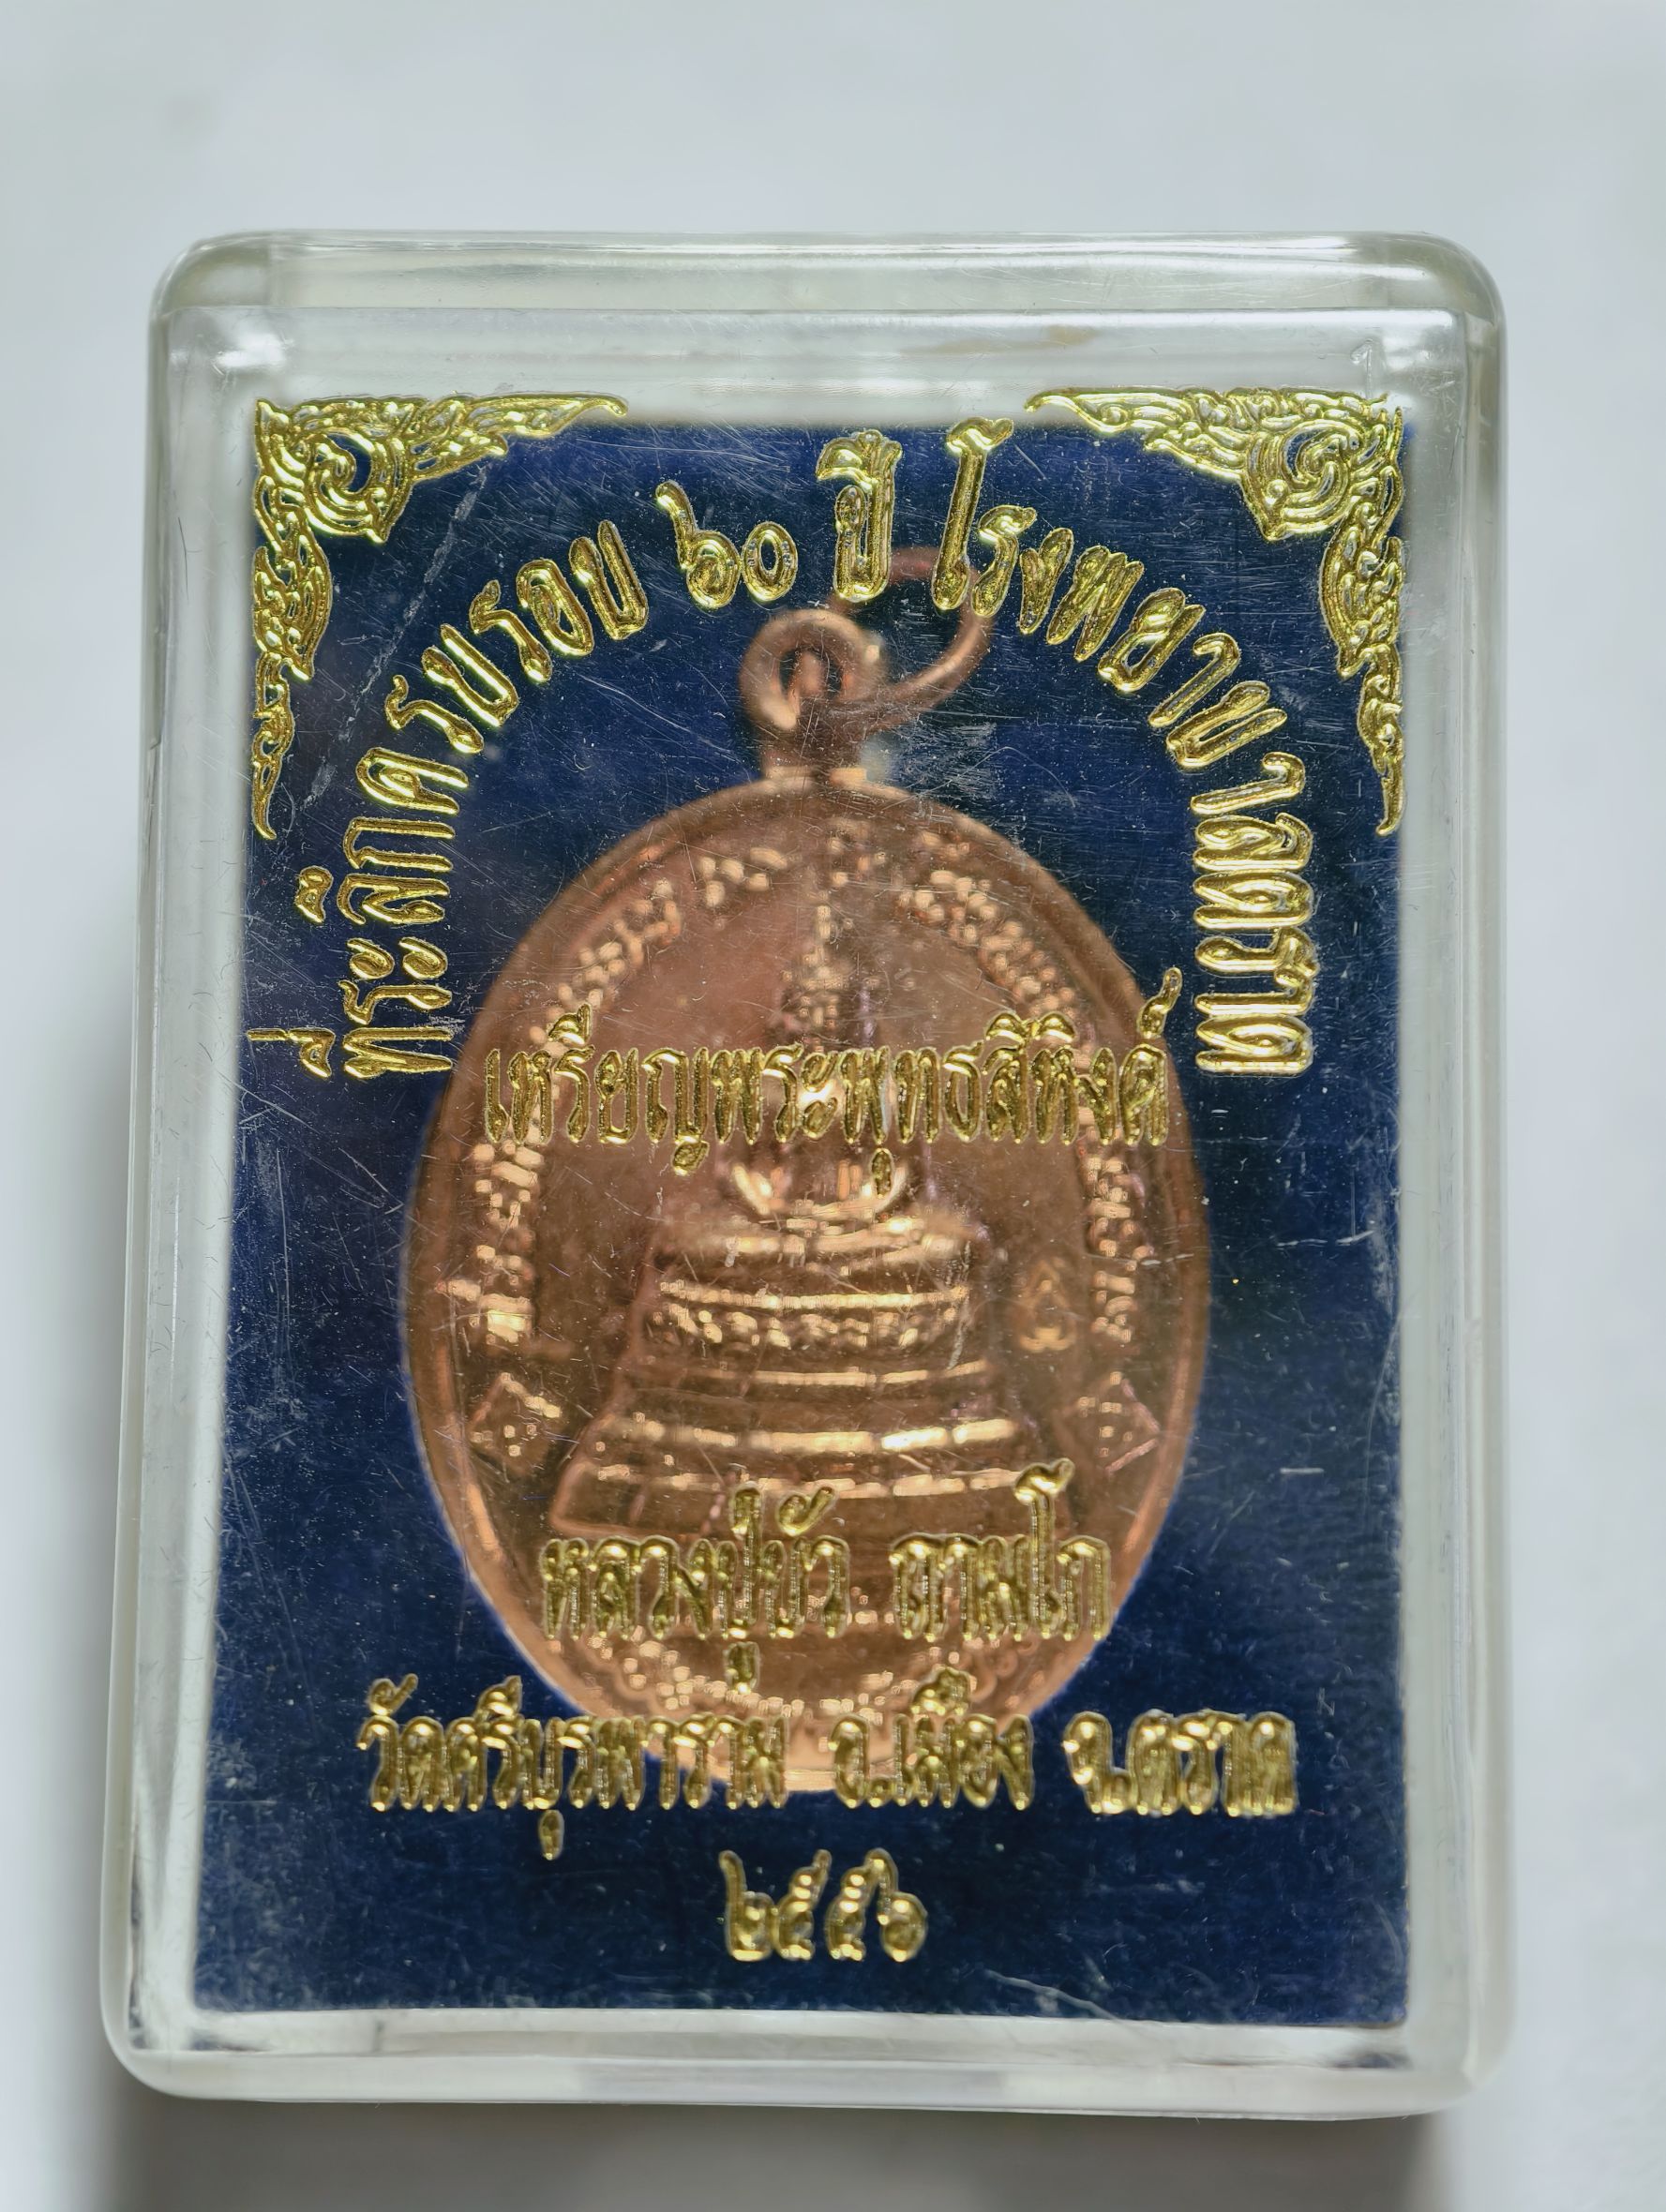 ที่ระลึกครบรอบ ๖๐ ปี โรงพยาบาลตราด
เหรียญพระพุทธสิหิงค์
หลวงปู่บัว ถามโก
วัดศรีบุรพาราม อ.เมือง จ.ตราด
๒๕๕๖